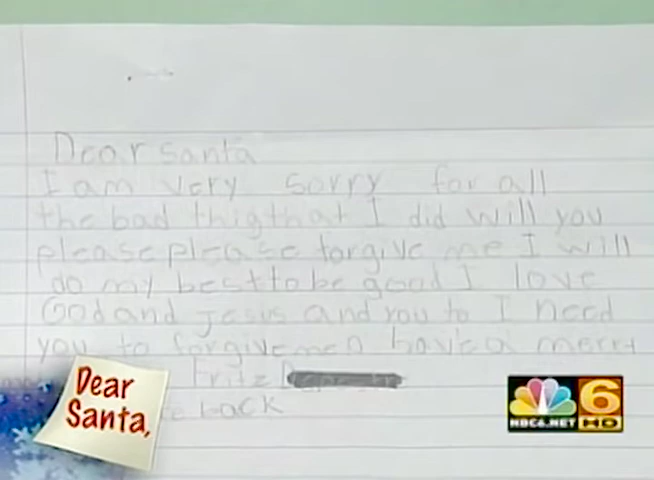 Dear Santa
I am very sorry for all
the bad thig that I did will you
please please forgive me I will
do my best to be good I love
God and Jesus and you to I need
you to forgive men have a merry
Fritz
back
Dear
Santa,
6
NBC6.NET HD